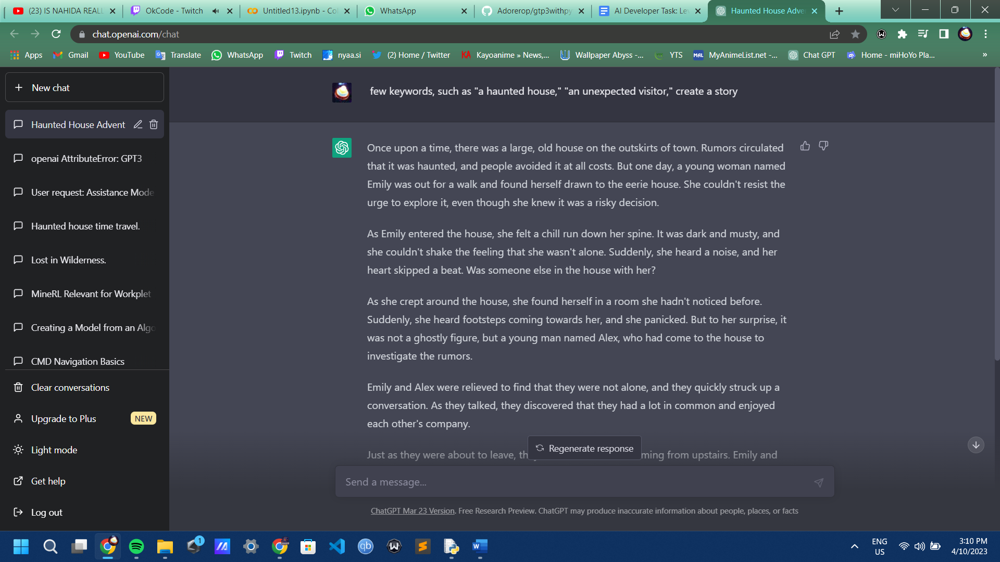 (23) IS NAHIDA REALL
OkCode - Twitch
Untitled13.ipynb - Co
WhatsApp
Adorerop/gtp3withpy
AI Developer Task: Le
Haunted House Adve
chat.openai.com/chat
Apps
Gmail
YouTube
Translate
WhatsApp
Twitch
nyaa.si
(2) Home / Twitter
Kayoanime » News,...
Wallpaper Abyss -...
YTS
MyAnimeList.net -...
Chat GPT
Home - miHoYo Pla...
»
New chat
Haunted House Advent
openai AttributeError: GPT3
User request: Assistance Mode
Haunted house time travel.
Lost in Wilderness.
MineRL Relevant for Workplet
Creating a Model from an Algo
CMD Navigation Basics
Clear conversations
Upgrade to Plus
NEW
Light mode
Get help
Log out
few keywords, such as "a haunted house," "an unexpected visitor," create a story
Once upon a time, there was a large, old house on the outskirts of town. Rumors circulated
that it was haunted, and people avoided it at all costs. But one day, a young woman named
Emily was out for a walk and found herself drawn to the eerie house. She couldn't resist the
urge to explore it, even though she knew it was a risky decision.
As Emily entered the house, she felt a chill run down her spine. It was dark and musty, and
she couldn't shake the feeling that she wasn't alone. Suddenly, she heard a noise, and her
heart skipped a beat. Was someone else in the house with her?
As she crept around the house, she found herself in a room she hadn't noticed before.
Suddenly, she heard footsteps coming towards her, and she panicked. But to her surprise, it
was not a ghostly figure, but a young man named Alex, who had come to the house to
investigate the rumors.
Emily and Alex were relieved to find that they were not alone, and they quickly struck up a
conversation. As they talked, they discovered that they had a lot in common and enjoyed
each other's company.
Just as they were about to leave, th
ming from upstairs. Emily and
Regenerate response
Send a message...
ChatGPT Mar 23 Version. Free Research Preview. ChatGPT may produce inaccurate information about people, places, or facts
1
qb
ENG
US
3:10 PM
4/10/2023